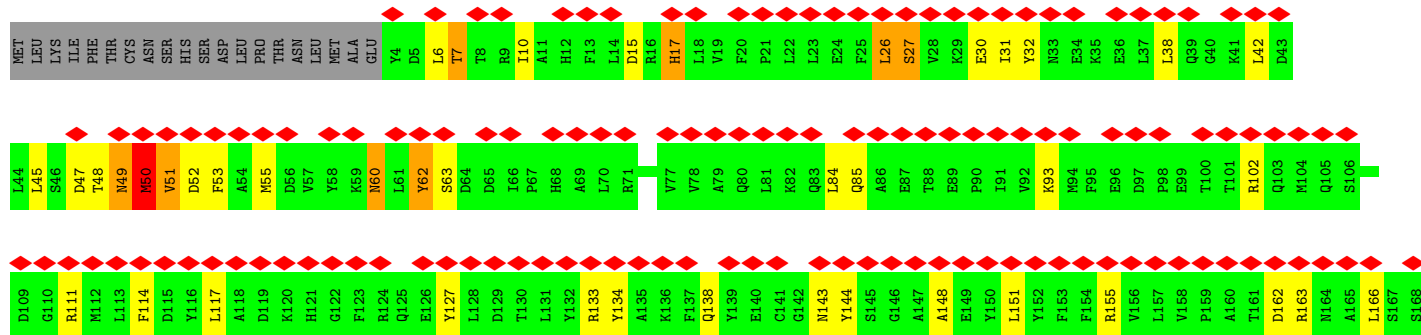 MET LEU LYS ILE PHE THR CYS ASN SER HIS SER ASP LEU PRO THR ASN LEU MET ALA GLU Y4 D5 L6 T7 T8 R9 I10 A11 H12 F13 L14 D15 R16 H17 L18 V19 F20 P21 L22 L23 E24 F25 L26 S27 V28 K29 E30 I31 Y32 N33 E34 K35 E36 L37 L38 Q39 G40 K41 L42 D43
L44 L45 S46 D47 T48 N49 M50 V51 D52 F53 A54 M55 D56 V57 Y58 K59 N60 L61 Y62 S63 D64 D65 I66 P67 H68 A69 L70 R71 V77 V78 A79 Q80 L81 K82 Q83 L84 Q85 A86 E87 T88 E89 P90 I91 V92 K93 M94 F95 E96 D97 P98 E99 T100 T101 R102 Q103 M104 Q105 S106
D109 G110 R111 M112 L113 F114 D115 Y116 L117 A118 D119 K120 H121 G122 F123 R124 Q125 E126 Y127 L128 D129 T130 L131 Y132 R133 Y134 A135 K136 F137 Q138 Y139 E140 C141 G142 N143 Y144 S145 G146 A147 A148 E149 Y150 L151 Y152 F153 F154 R155 V156 L157 V158 P159 A160 T161 D162 R163 N164 A165 L166 S167 S168